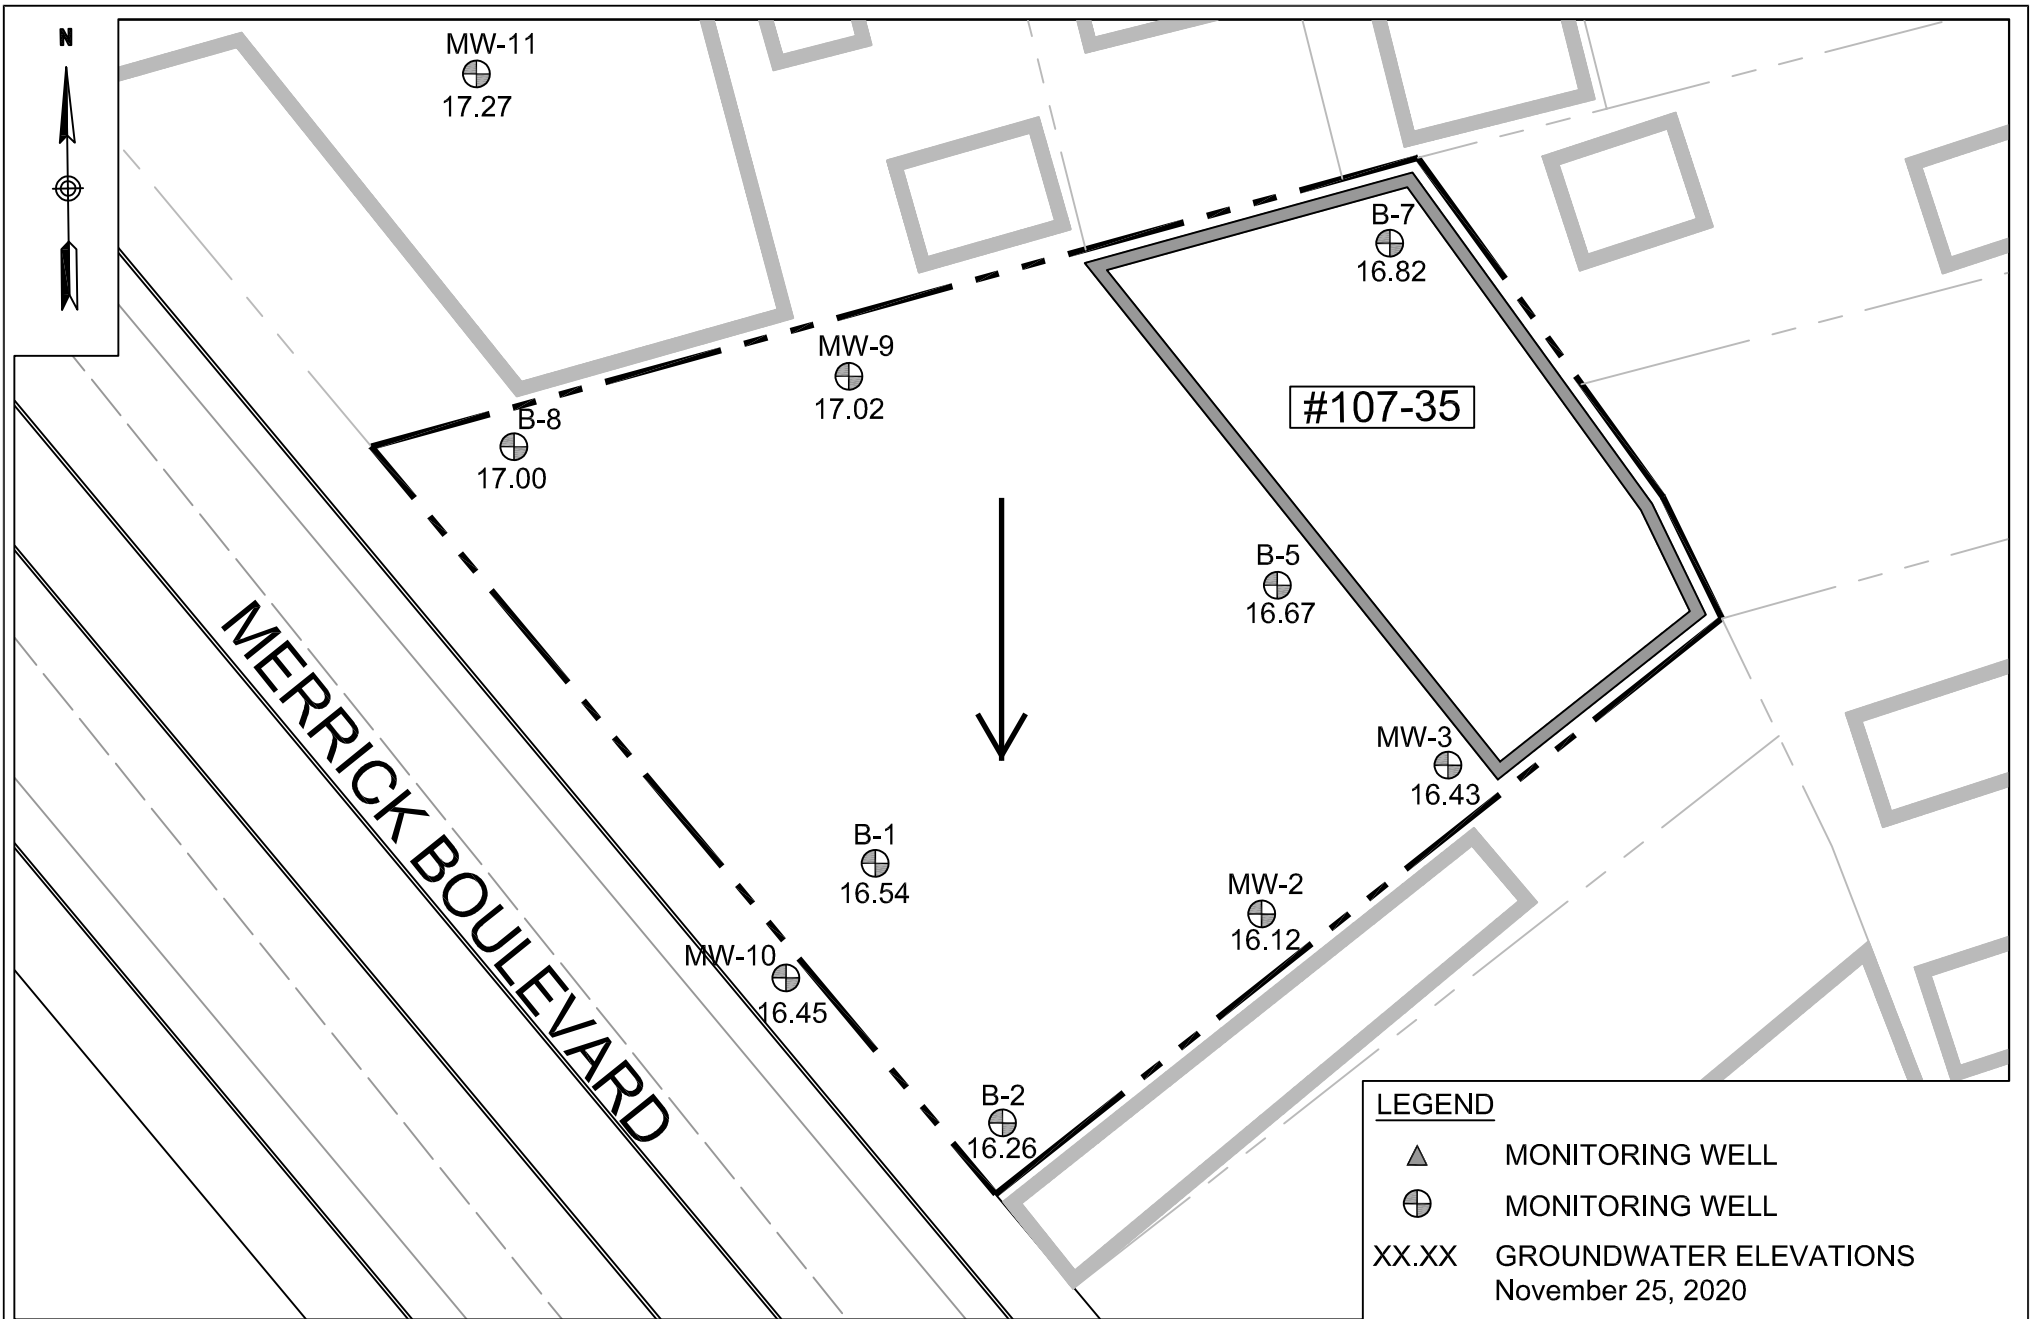 N
MW-11
17.27
B-7
16.82
MW-9
17.02
#107-35
B-8
17.00
B-5
16.67
MERRICK BOULEVARD
MW-3
16.43
B-1
16.54
MW-2
16.12
MW-10
16.45
B-2
16.26
LEGEND
MONITORING WELL
MONITORING WELL
XX.XX GROUNDWATER ELEVATIONS
November 25, 2020